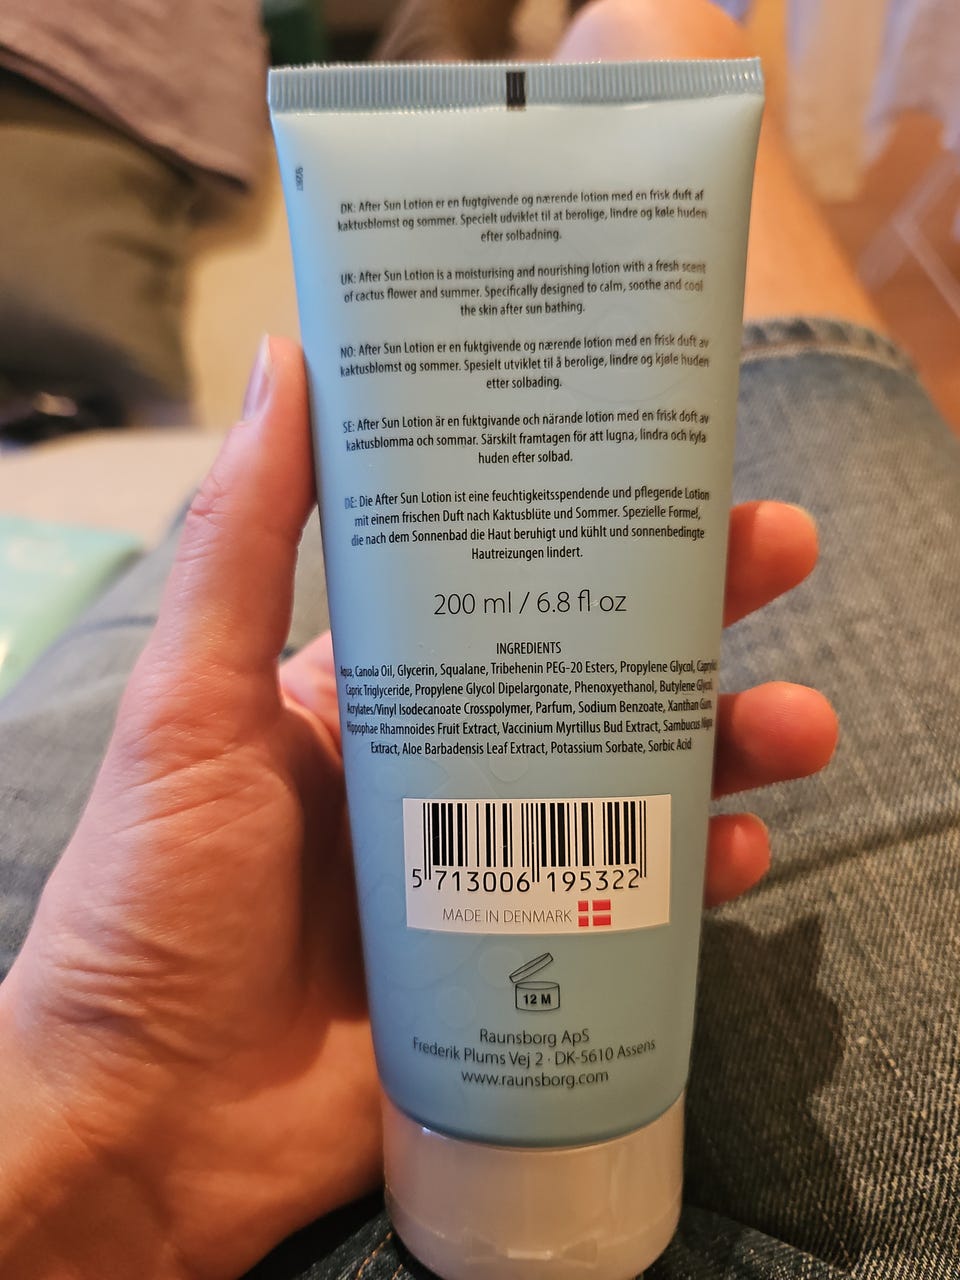 DK: After Sun Lotion er en fugtgivende og nærende lotion med en frisk duft af
kaktusblomst og sommer. Specielt udviklet til at berolige, lindre og køle huden
efter solbadning.
UK: After Sun Lotion is a moisturising and nourishing lotion with a fresh scent
of cactus flower and summer. Specifically designed to calm, soothe and cool
the skin after sun bathing.
NO: After Sun Lotion er en fuktgivende og nærende lotion med en frisk duft av
kaktusblomst og sommer. Spesielt utviklet til å berolige, lindre og kjøle huden
etter solbading.
SE: After Sun Lotion är en fuktgivande och närande lotion med en frisk doft av
kaktusblomma och sommar. Särskilt framtagen för att lugna, lindra och kyla
huden efter solbad.
DE: Die After Sun Lotion ist eine feuchtigkeitsspendende und pflegende Lotion
mit einem frischen Duft nach Kaktusblüte und Sommer. Spezielle Formel,
die nach dem Sonnenbad die Haut beruhigt und kühlt und sonnenbedingte
Hautreizungen lindert.
200 ml / 6.8 fl oz
INGREDIENTS
Aqua, Canola Oil, Glycerin, Squalane, Tribehenin PEG-20 Esters, Propylene Glycol,
Capric Triglyceride, Propylene Glycol Dipelargonate, Phenoxyethanol, Butylene Glycol,
Acrylates/Vinyl Isodecanoate Crosspolymer, Parfum, Sodium Benzoate, Xanthan Gum,
Hippophae Rhamnoides Fruit Extract, Vaccinium Myrtillus Bud Extract, Sambucus Nigra
Extract, Aloe Barbadensis Leaf Extract, Potassium Sorbate, Sorbic Acid
5 713006 195322
MADE IN DENMARK
12 M
Raunsborg ApS
Frederik Plums Vej 2 · DK-5610 Assens
www.raunsborg.com